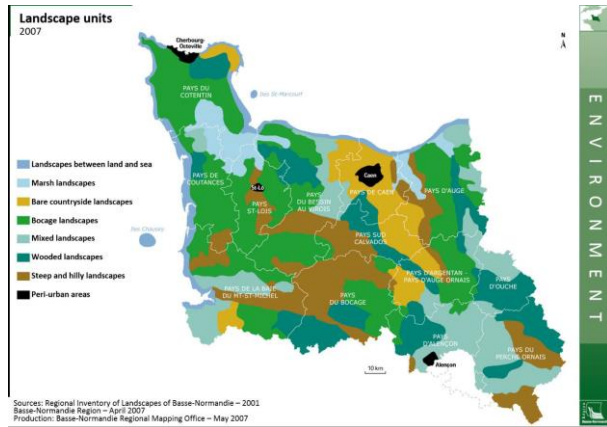 Landscape units
2007
Cherbourg-
Octeville
N
PAYS DU
COTENTIN
Iles St-Marcouf
Landscapes between land and sea
Marsh landscapes
Bare countryside landscapes
Bocage landscapes
Mixed landscapes
Wooded landscapes
Steep and hilly landscapes
Peri-urban areas
PAYS DE
COUTANCES
St-Lô
PAYS
ST-LOIS
PAYS
DU BESSIN
AU VIROIS
Caen
PAYS DE CAEN
PAYS D'AUGE
Iles Chausey
PAYS SUD
CALVADOS
PAYS DE LA BAIE
DU MT-ST-MICHEL
PAYS
DU BOCAGE
PAYS D'ARGENTAN -
PAYS D'AUGE ORNAIS
PAYS
D'OUCHE
PAYS
D'ALENÇON
PAYS DU
PERCHE ORNAIS
Alençon
10 km
Sources: Regional Inventory of Landscapes of Basse-Normandie – 2001
Basse-Normandie Region – April 2007
Production: Basse-Normandie Regional Mapping Office – May 2007
ENVIRONMENT
Basse-Normandie